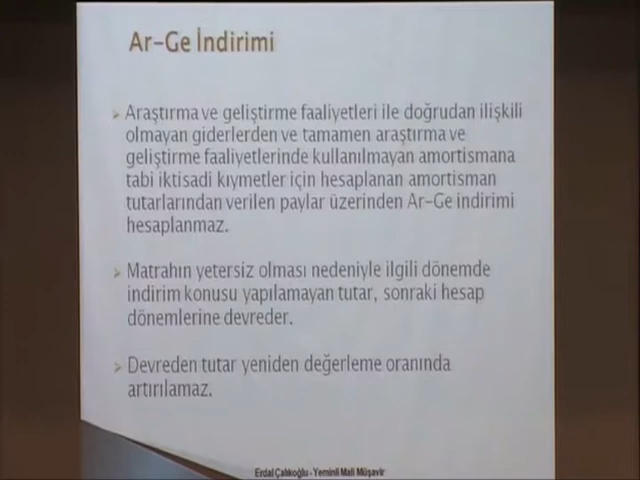 Ar-Ge İndirimi
➢ Araştırma ve geliştirme faaliyetleri ile doğrudan ilişkili
olmayan giderlerden ve tamamen araştırma ve
geliştirme faaliyetlerinde kullanılmayan amortismana
tabi iktisadi kıymetler için hesaplanan amortisman
tutarlarından verilen paylar üzerinden Ar-Ge indirimi
hesaplanmaz.
➢ Matrahın yetersiz olması nedeniyle ilgili dönemde
indirim konusu yapılamayan tutar, sonraki hesap
dönemlerine devreder.
➢ Devreden tutar yeniden değerleme oranında
artırılamaz.
Erdal Çalıkoğlu - Yeminli Mali Müşavir